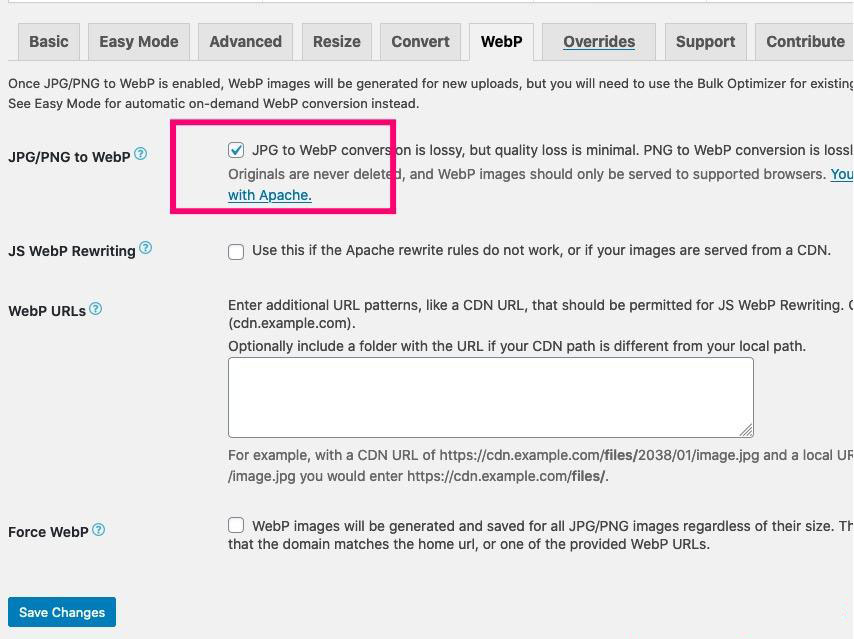 Basic Easy Mode Advanced Resize Convert WebP Overrides Support Contribute
Once JPG/PNG to WebP is enabled, WebP images will be generated for new uploads, but you will need to use the Bulk Optimizer for existing
See Easy Mode for automatic on-demand WebP conversion instead.
JPG/PNG to WebP
JPG to WebP conversion is lossy, but quality loss is minimal. PNG to WebP conversion is
Originals are never deleted, and WebP images should only be served to supported browsers. You
with Apache.
JS WebP Rewriting
Use this if the Apache rewrite rules do not work, or if your images are served from a CDN.
WebP URLs
Enter additional URL patterns, like a CDN URL, that should be permitted for JS WebP Rewriting.
(cdn.example.com).
Optionally include a folder with the URL if your CDN path is different from your local path.
For example, with a CDN URL of https://cdn.example.com/files/2038/01/image.jpg and a local
/image.jpg you would enter https://cdn.example.com/files/.
Force WebP
WebP images will be generated and saved for all JPG/PNG images regardless of their size.
that the domain matches the home url, or one of the provided WebP URLs.
Save Changes